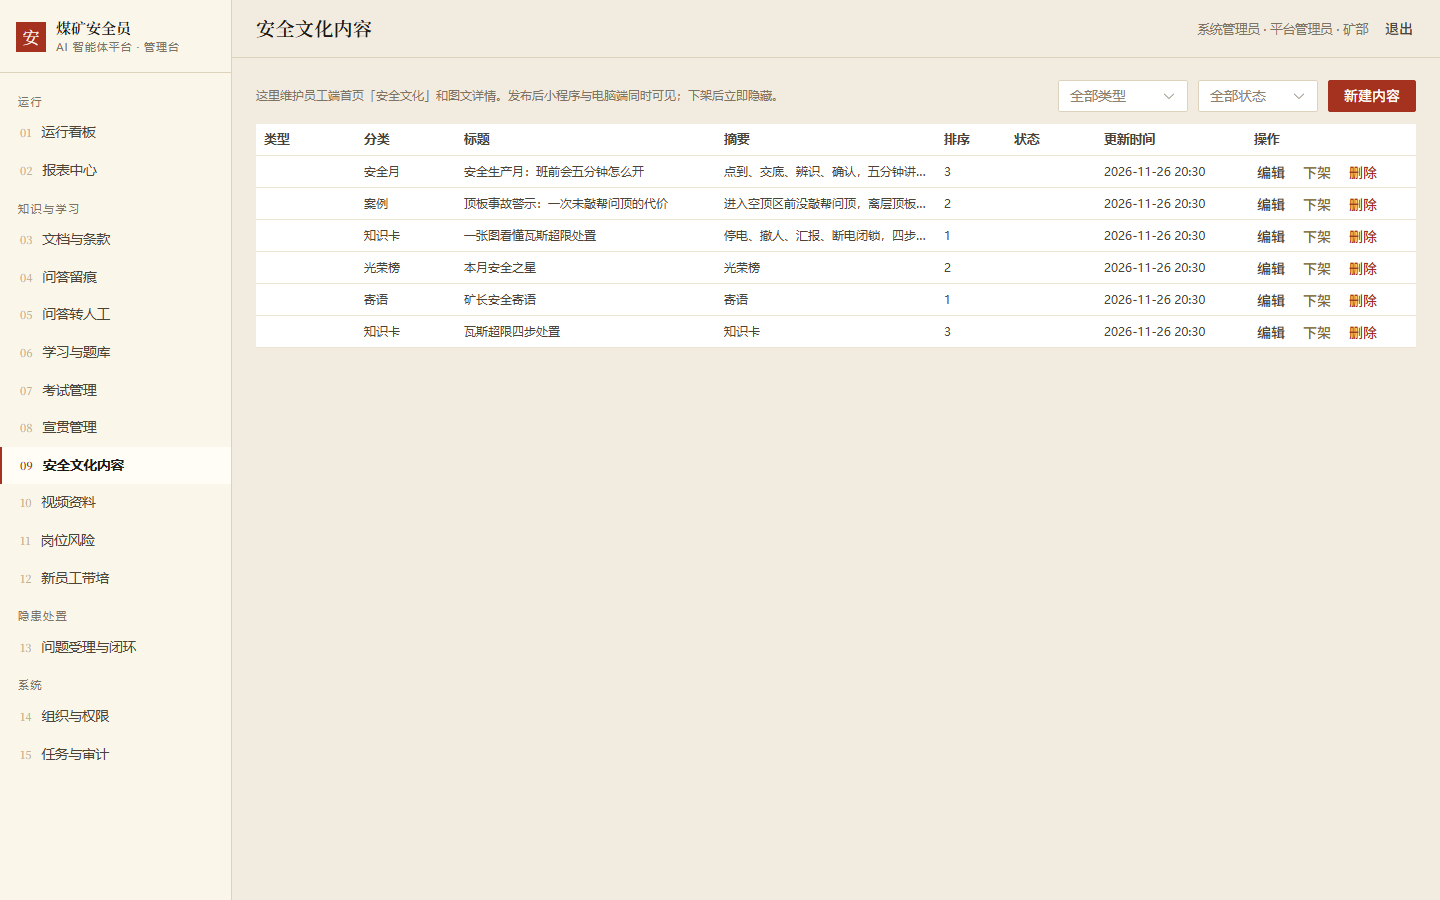 安
煤矿安全员
AI 智能体平台 · 管理台
运行
01 运行看板
02 报表中心
知识与学习
03 文档与条款
04 问答留痕
05 问答转人工
06 学习与题库
07 考试管理
08 宣贯管理
09 安全文化内容
10 视频资料
11 岗位风险
12 新员工带培
隐患处置
13 问题受理与闭环
系统
14 组织与权限
15 任务与审计
安全文化内容
系统管理员 · 平台管理员 · 矿部 退出
这里维护员工端首页「安全文化」和图文详情。发布后小程序与电脑端同时可见；下架后立即隐藏。
全部类型 全部状态 新建内容
类型 分类 标题 摘要 排序 状态 更新时间 操作
安全月 安全生产月：班前会五分钟怎么开 点到、交底、辨识、确认，五分钟讲... 3 2026-11-26 20:30 编辑 下架 删除
案例 顶板事故警示：一次未敲帮问顶的代价 进入空顶区前没敲帮问顶，离层顶板... 2 2026-11-26 20:30 编辑 下架 删除
知识卡 一张图看懂瓦斯超限处置 停电、撤人、汇报、断电闭锁，四步... 1 2026-11-26 20:30 编辑 下架 删除
光荣榜 本月安全之星 光荣榜 2 2026-11-26 20:30 编辑 下架 删除
寄语 矿长安全寄语 寄语 1 2026-11-26 20:30 编辑 下架 删除
知识卡 瓦斯超限四步处置 知识卡 3 2026-11-26 20:30 编辑 下架 删除